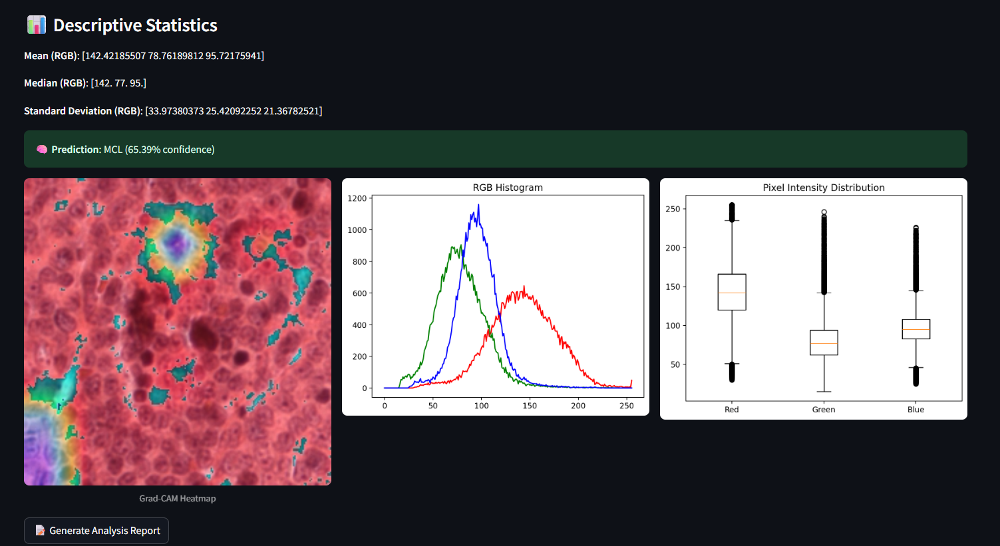 Descriptive Statistics
Mean (RGB): [142.42185507 78.76189812 95.72175941]
Median (RGB): [142. 77. 95.]
Standard Deviation (RGB): [33.97380373 25.42092252 21.36782521]
Prediction: MCL (65.39% confidence)
Grad-CAM Heatmap
RGB Histogram
1200
1000
800
600
400
200
0
0 50 100 150 200 250
Pixel Intensity Distribution
250
200
150
100
50
Red Green Blue
Generate Analysis Report